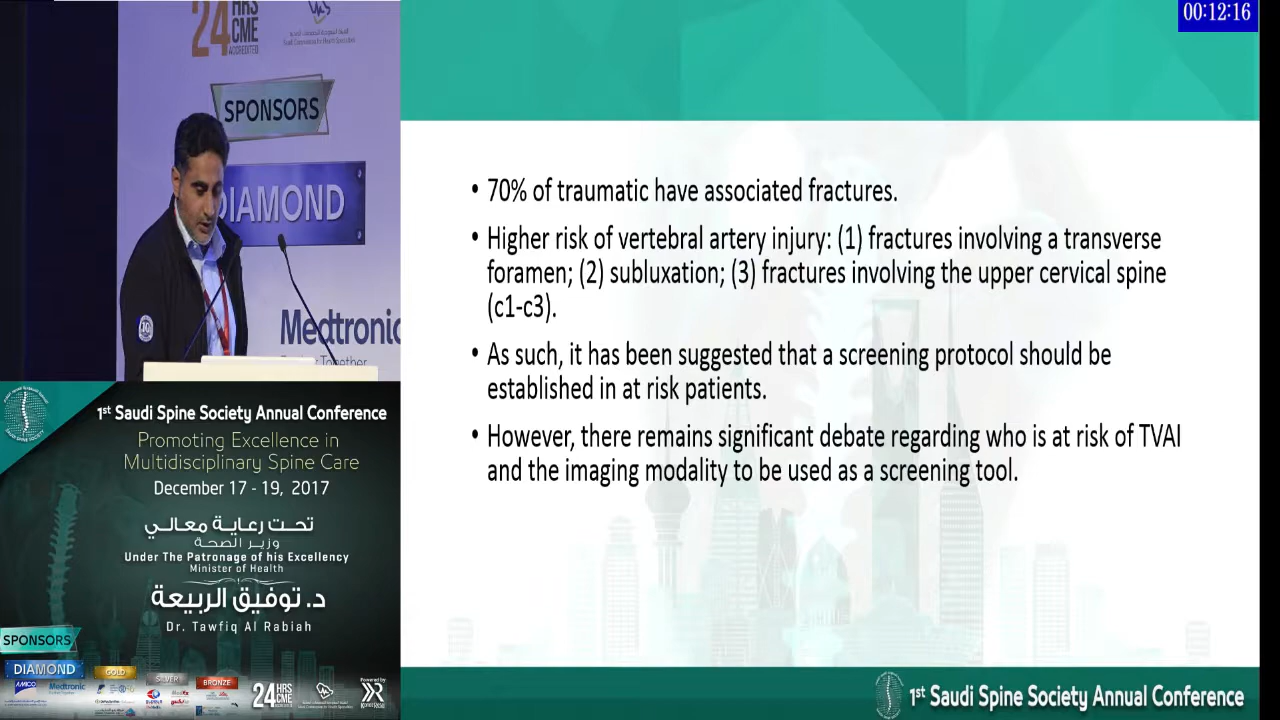 00:12:16
24
HRS
CME
ACCREDITED
SPONSORS
DIAMOND
Medtronic
Together
• 70% of traumatic have associated fractures.
• Higher risk of vertebral artery injury: (1) fractures involving a transverse
foramen; (2) subluxation; (3) fractures involving the upper cervical spine
(c1-c3).
• As such, it has been suggested that a screening protocol should be
established in at risk patients.
• However, there remains significant debate regarding who is at risk of TVAI
and the imaging modality to be used as a screening tool.
1st Saudi Spine Society Annual Conference
Promoting Excellence in
Multidisciplinary Spine Care
December 17 - 19, 2017
تحت رعاية معالي
وزير الصحة
Under The Patronage of his Excellency
Minister of Health
د. توفيق الربيعة
Dr. Tawfiq Al Rabiah
SPONSORS
DIAMOND
GOLD
SILVER
BRONZE
AMICO
Medtronic
24 HRS
CME
Powered by
1st Saudi Spine Society Annual Conference